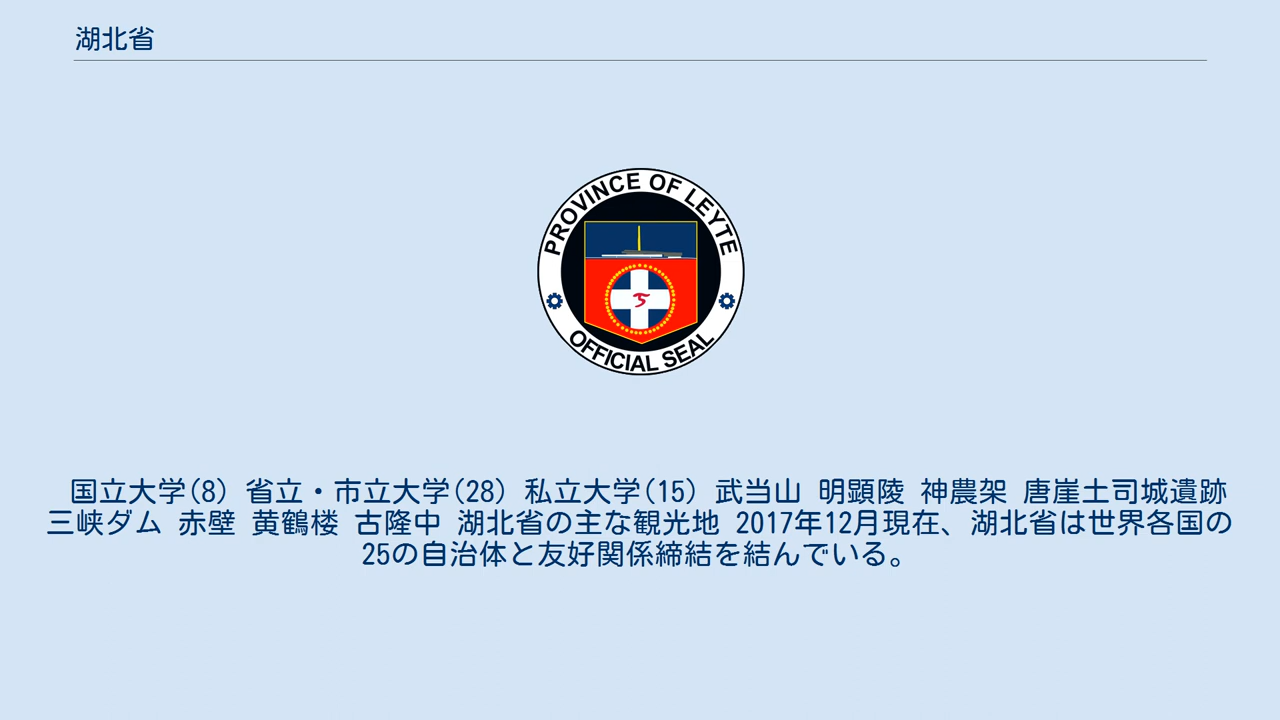 湖北省
PROVINCE OF LEYTE
OFFICIAL SEAL
国立大学(8) 省立・市立大学(28) 私立大学(15) 武当山 明顕陵 神農架 唐崖土司城遺跡
三峡ダム 赤壁 黄鶴楼 古隆中 湖北省の主な観光地 2017年12月現在、湖北省は世界各国の
25の自治体と友好関係締結を結んでいる。